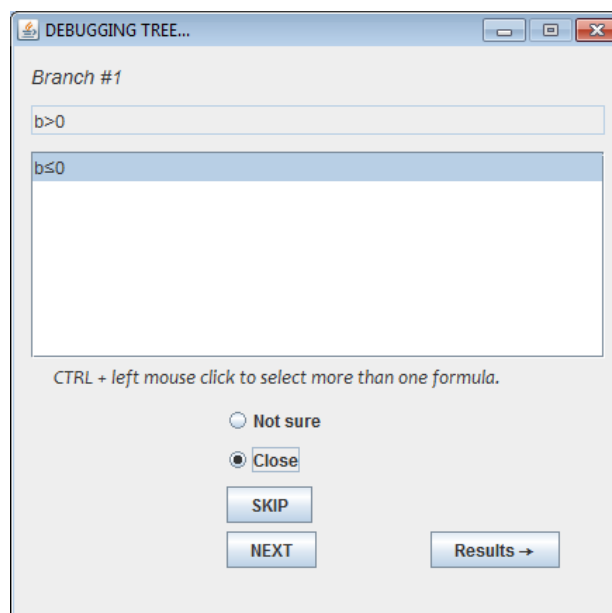 DEBUGGING TREE...
Branch #1
b>0
b≤0
CTRL + left mouse click to select more than one formula.
Not sure
Close
SKIP
NEXT
Results →